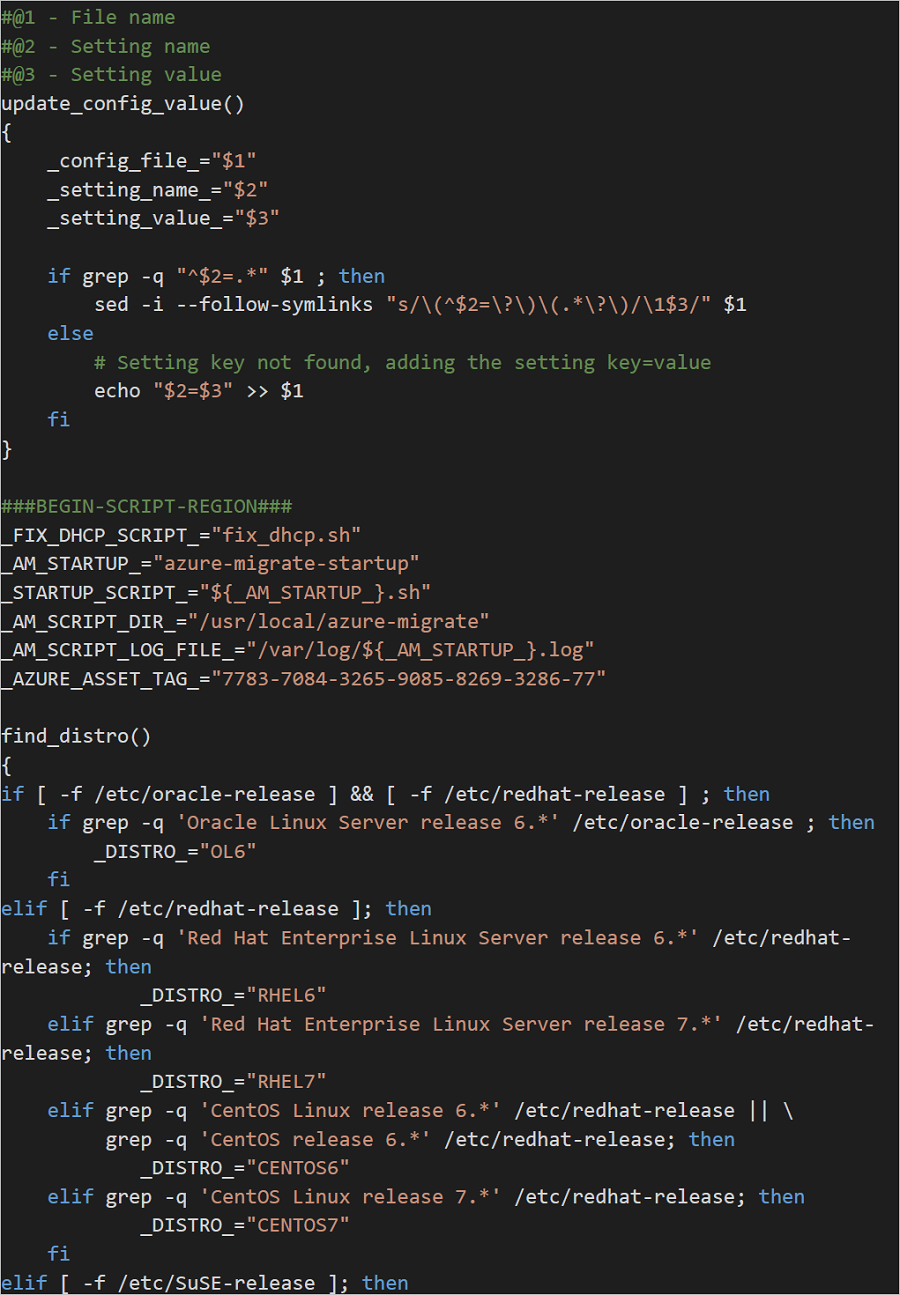 #@1 - File name
#@2 - Setting name
#@3 - Setting value
update_config_value()
{
    _config_file_="$1"
    _setting_name_="$2"
    _setting_value_="$3"

    if grep -q "^$2=.*" $1 ; then
        sed -i --follow-symlinks "s/\(^$2=\?\)\(.*\?\)/\1$3/" $1
    else
        # Setting key not found, adding the setting key=value
        echo "$2=$3" >> $1
    fi
}

###BEGIN-SCRIPT-REGION###
_FIX_DHCP_SCRIPT_="fix_dhcp.sh"
_AM_STARTUP_="azure-migrate-startup"
_STARTUP_SCRIPT_="${_AM_STARTUP_}.sh"
_AM_SCRIPT_DIR_="/usr/local/azure-migrate"
_AM_SCRIPT_LOG_FILE_="/var/log/${_AM_STARTUP_}.log"
_AZURE_ASSET_TAG_="7783-7084-3265-9085-8269-3286-77"

find_distro()
{
if [ -f /etc/oracle-release ] && [ -f /etc/redhat-release ] ; then
    if grep -q 'Oracle Linux Server release 6.*' /etc/oracle-release ; then
        _DISTRO_="OL6"
    fi
elif [ -f /etc/redhat-release ]; then
    if grep -q 'Red Hat Enterprise Linux Server release 6.*' /etc/redhat-
release; then
            _DISTRO_="RHEL6"
    elif grep -q 'Red Hat Enterprise Linux Server release 7.*' /etc/redhat-
release; then
            _DISTRO_="RHEL7"
    elif grep -q 'CentOS Linux release 6.*' /etc/redhat-release || \
         grep -q 'CentOS release 6.*' /etc/redhat-release; then
            _DISTRO_="CENTOS6"
    elif grep -q 'CentOS Linux release 7.*' /etc/redhat-release; then
            _DISTRO_="CENTOS7"
    fi
elif [ -f /etc/SuSE-release ]; then